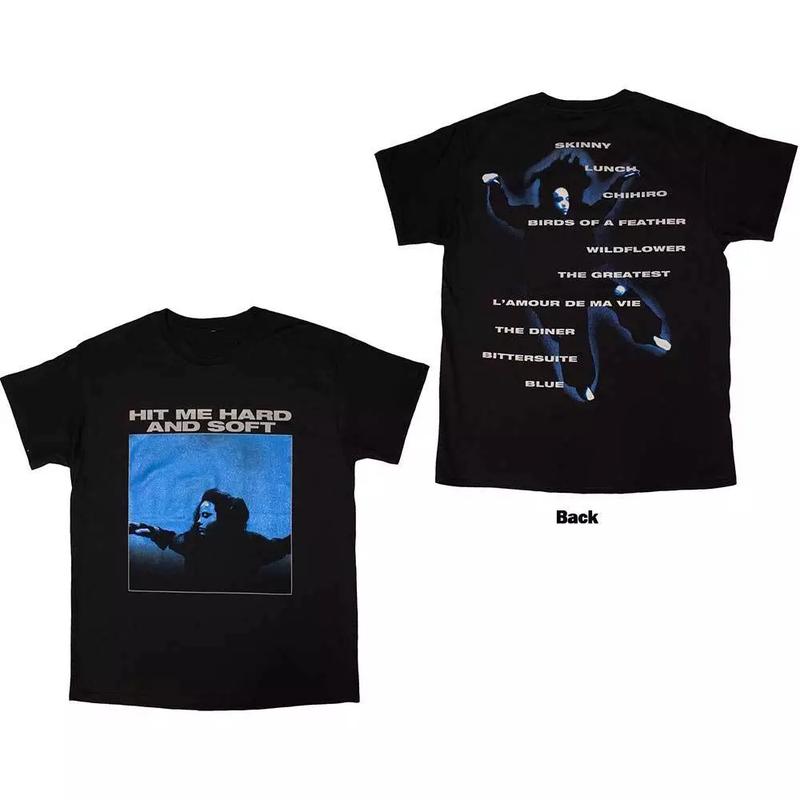 HIT ME HARD
AND SOFT
SKINNY
LUNCH
CHIHIRO
BIRDS OF A FEATHER
WILDFLOWER
THE GREATEST
L'AMOUR DE MA VIE
THE DINER
BITTERSUITE
BLUE
Back